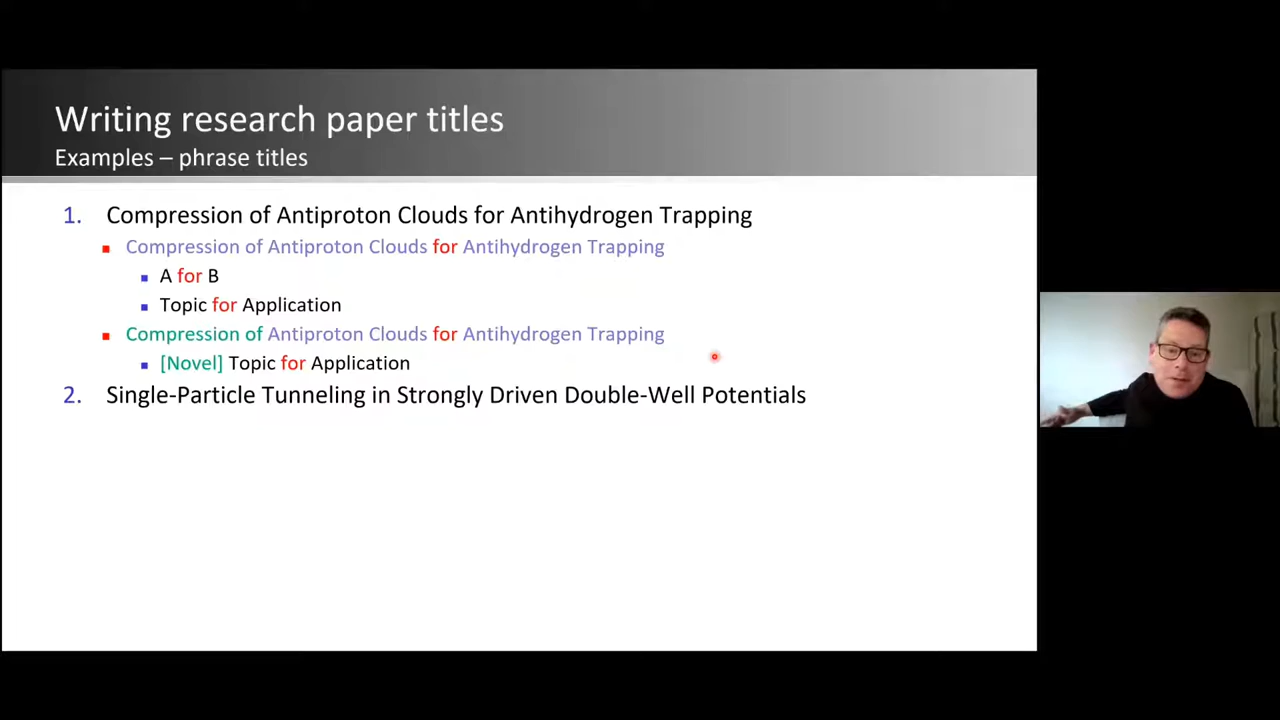 Writing research paper titles
Examples – phrase titles
1. Compression of Antiproton Clouds for Antihydrogen Trapping
Compression of Antiproton Clouds for Antihydrogen Trapping
A for B
Topic for Application
Compression of Antiproton Clouds for Antihydrogen Trapping
[Novel] Topic for Application
2. Single-Particle Tunneling in Strongly Driven Double-Well Potentials